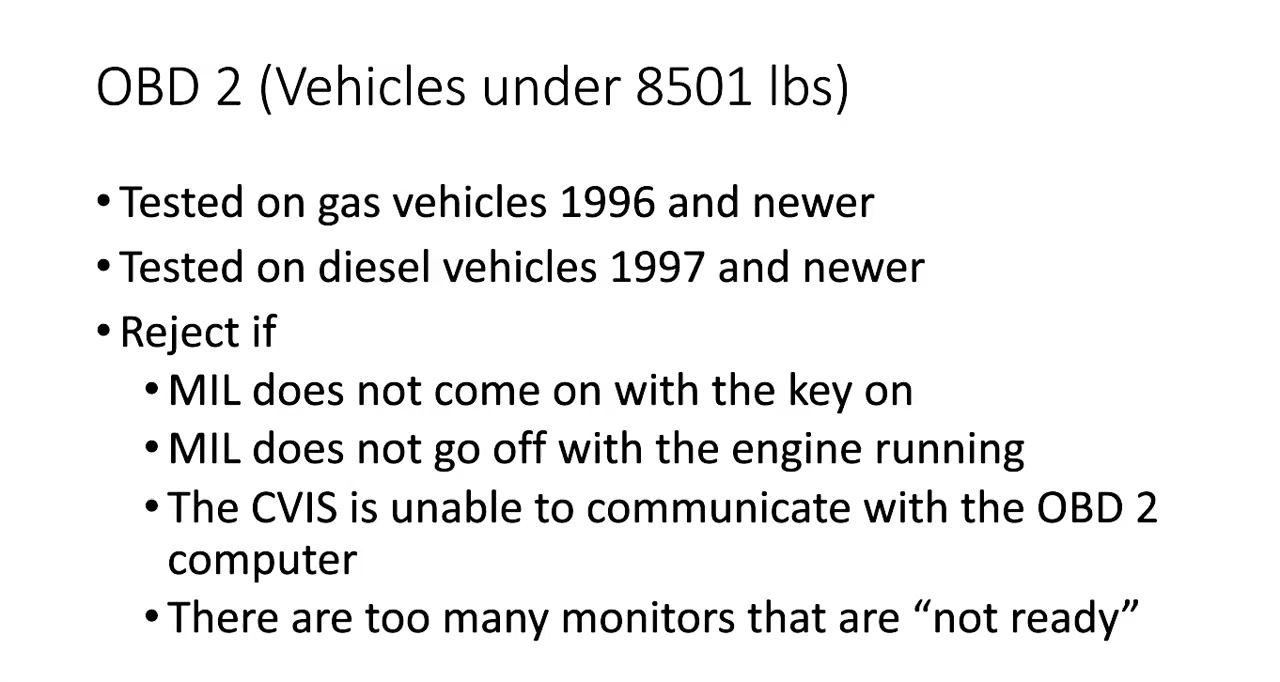 OBD 2 (Vehicles under 8501 lbs)
• Tested on gas vehicles 1996 and newer
• Tested on diesel vehicles 1997 and newer
• Reject if
• MIL does not come on with the key on
• MIL does not go off with the engine running
• The CVIS is unable to communicate with the OBD 2
computer
• There are too many monitors that are “not ready”